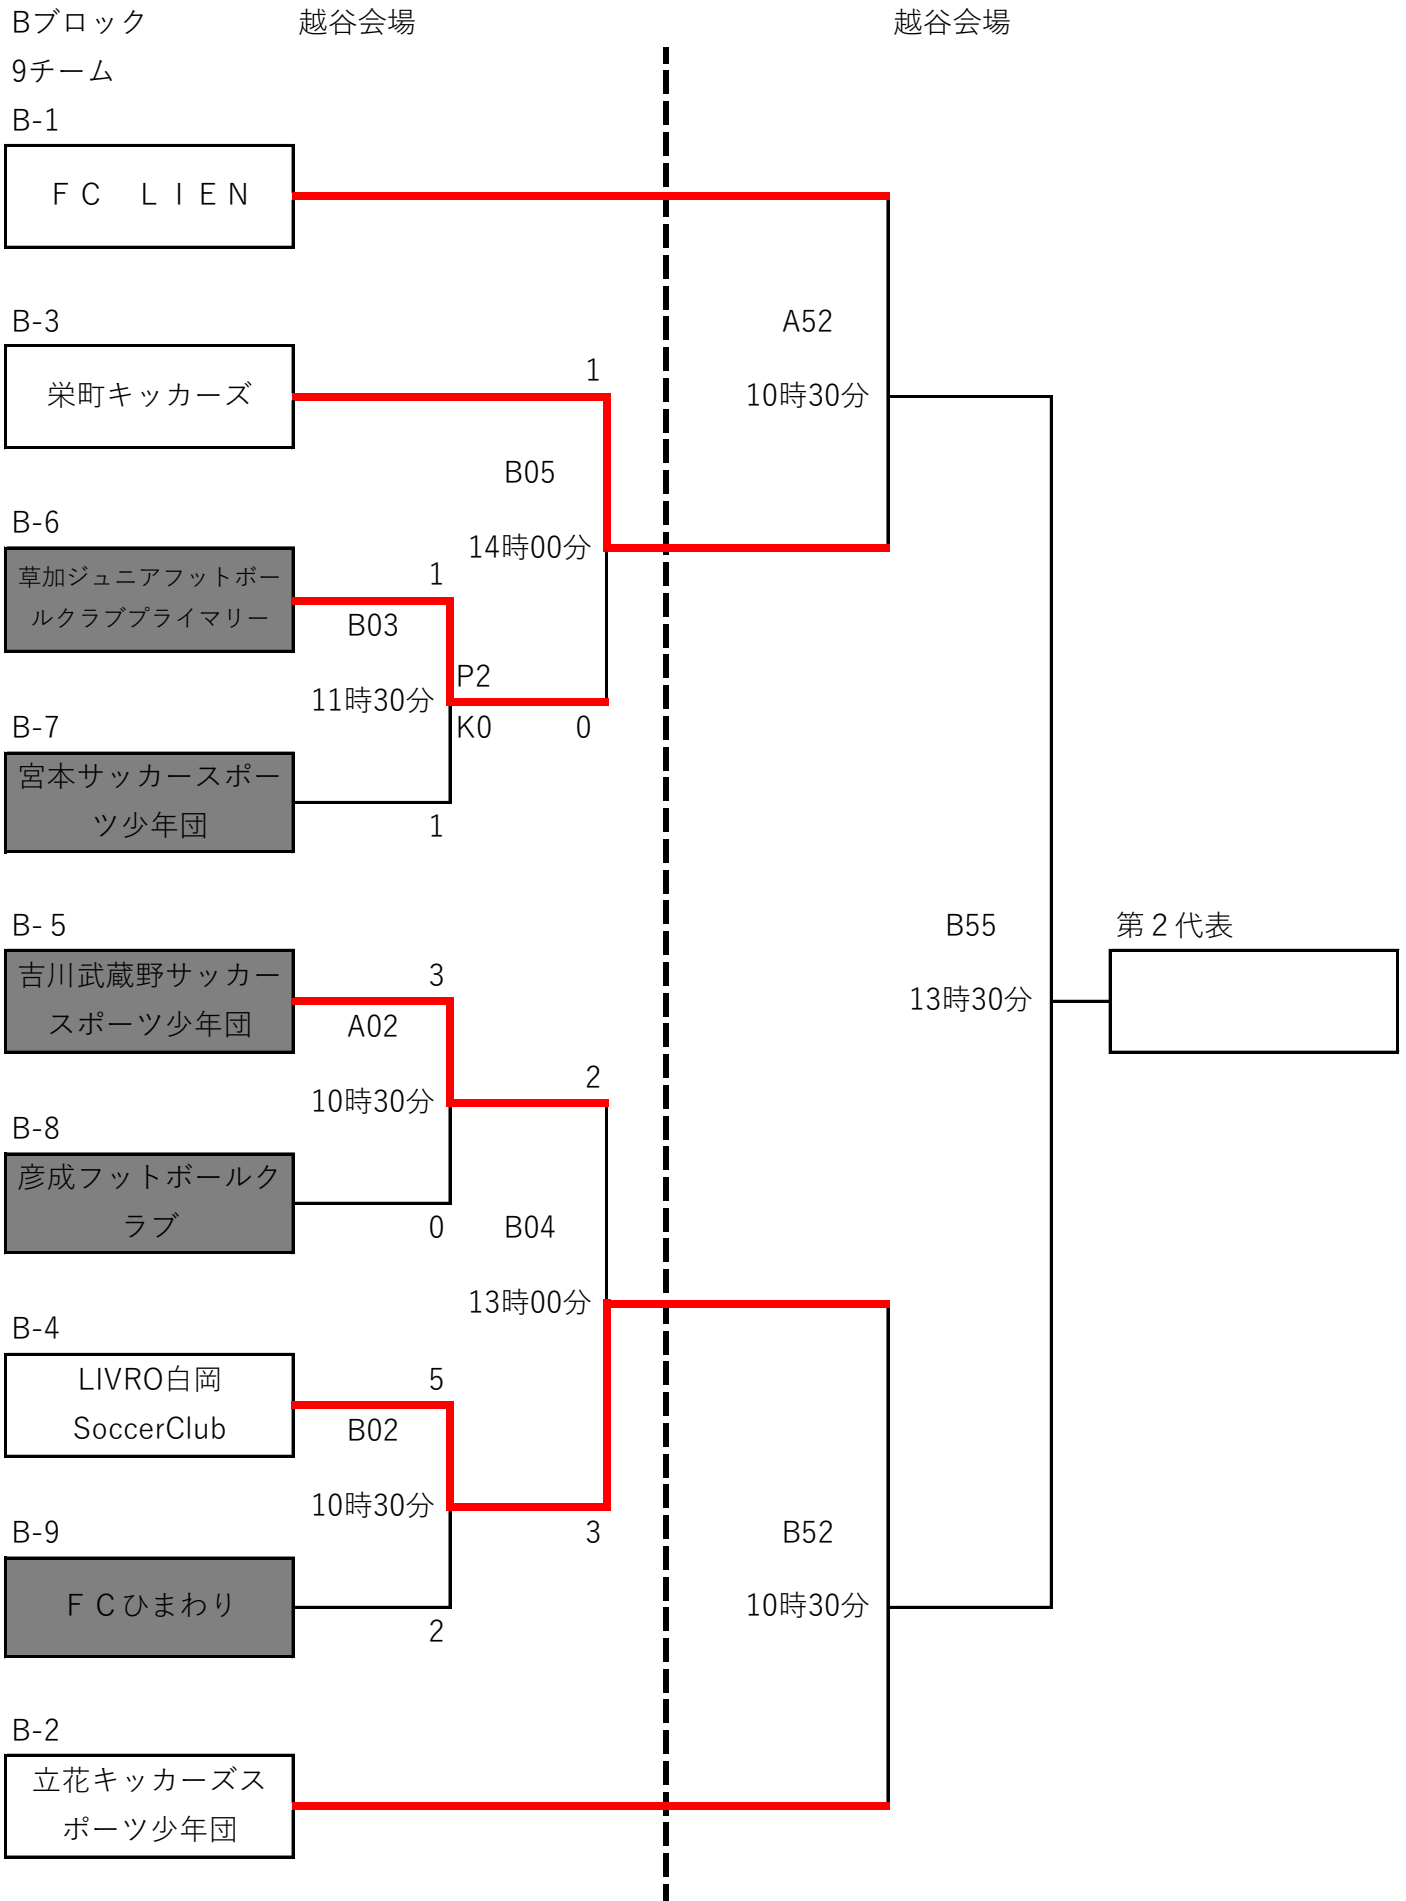 Bブロック
越谷会場
越谷会場
9チーム
B-1
ＦＣ　ＬＩＥＮ
B-3
栄町キッカーズ
1
A52
10時30分
B05
14時00分
B-6
草加ジュニアフットボー
ルクラブプライマリー
1
B03
11時30分
P2
K0
0
B-7
宮本サッカースポー
ツ少年団
1
B-５
吉川武蔵野サッカー
スポーツ少年団
3
A02
10時30分
2
B55
13時30分
第２代表
B-8
彦成フットボールク
ラブ
0
B04
13時00分
B-4
LIVRO白岡
SoccerClub
5
B02
10時30分
3
B-9
ＦＣひまわり
2
B52
10時30分
B-2
立花キッカーズス
ポーツ少年団